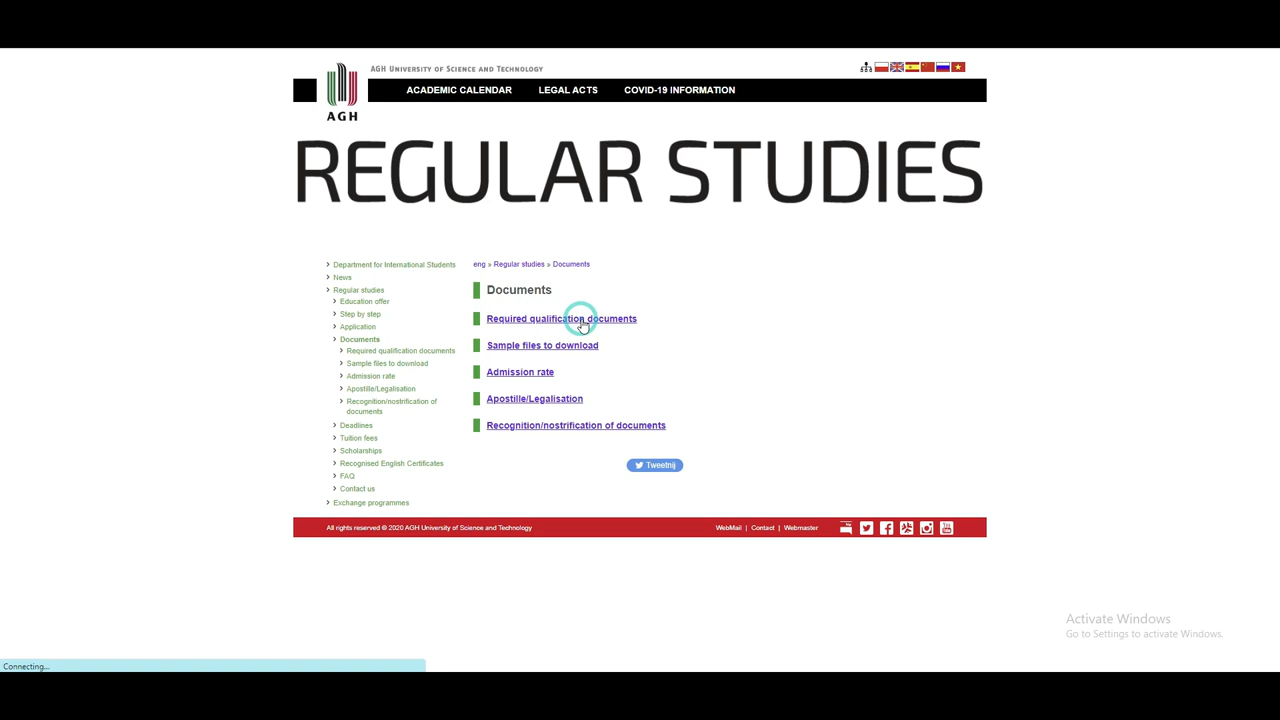 AGH University of Science and Technology
AGH
ACADEMIC CALENDAR LEGAL ACTS COVID-19 INFORMATION
REGULAR STUDIES
Department for International Students
News
Regular studies
Education offer
Step by step
Application
Documents
Required qualification documents
Sample files to download
Admission rate
Apostille/Legalisation
Recognition/nostrification of
documents
Deadlines
Tuition fees
Scholarships
Recognised English Certificates
FAQ
Contact us
Exchange programmes
eng » Regular studies » Documents
Documents
Required qualification documents
Sample files to download
Admission rate
Apostille/Legalisation
Recognition/nostrification of documents
Tweetnij
All rights reserved © 2020 AGH University of Science and Technology
WebMail | Contact | Webmaster
Activate Windows
Go to Settings to activate Windows.
Connecting...